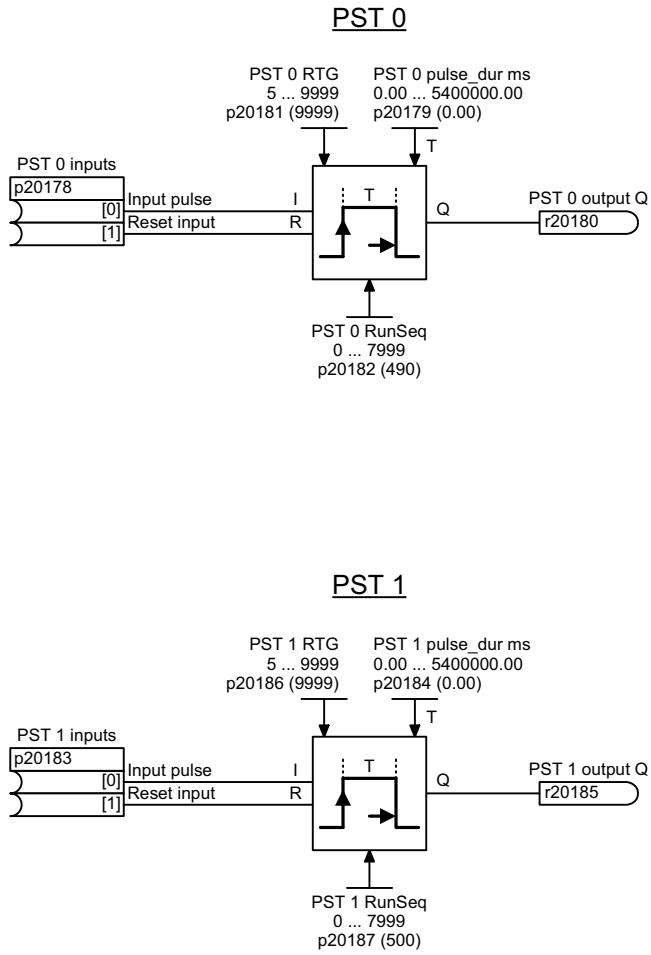 PST 0
PST 0 RTG
5 ... 9999
p20181 (9999)
PST 0 pulse_dur ms
0.00 ... 5400000.00
p20179 (0.00)
T
PST 0 inputs
p20178
[0]
[1]
Input pulse
Reset input
I
R
T
Q
PST 0 output Q
r20180
PST 0 RunSeq
0 ... 7999
p20182 (490)
PST 1
PST 1 RTG
5 ... 9999
p20186 (9999)
PST 1 pulse_dur ms
0.00 ... 5400000.00
p20184 (0.00)
T
PST 1 inputs
p20183
[0]
[1]
Input pulse
Reset input
I
R
T
Q
PST 1 output Q
r20185
PST 1 RunSeq
0 ... 7999
p20187 (500)